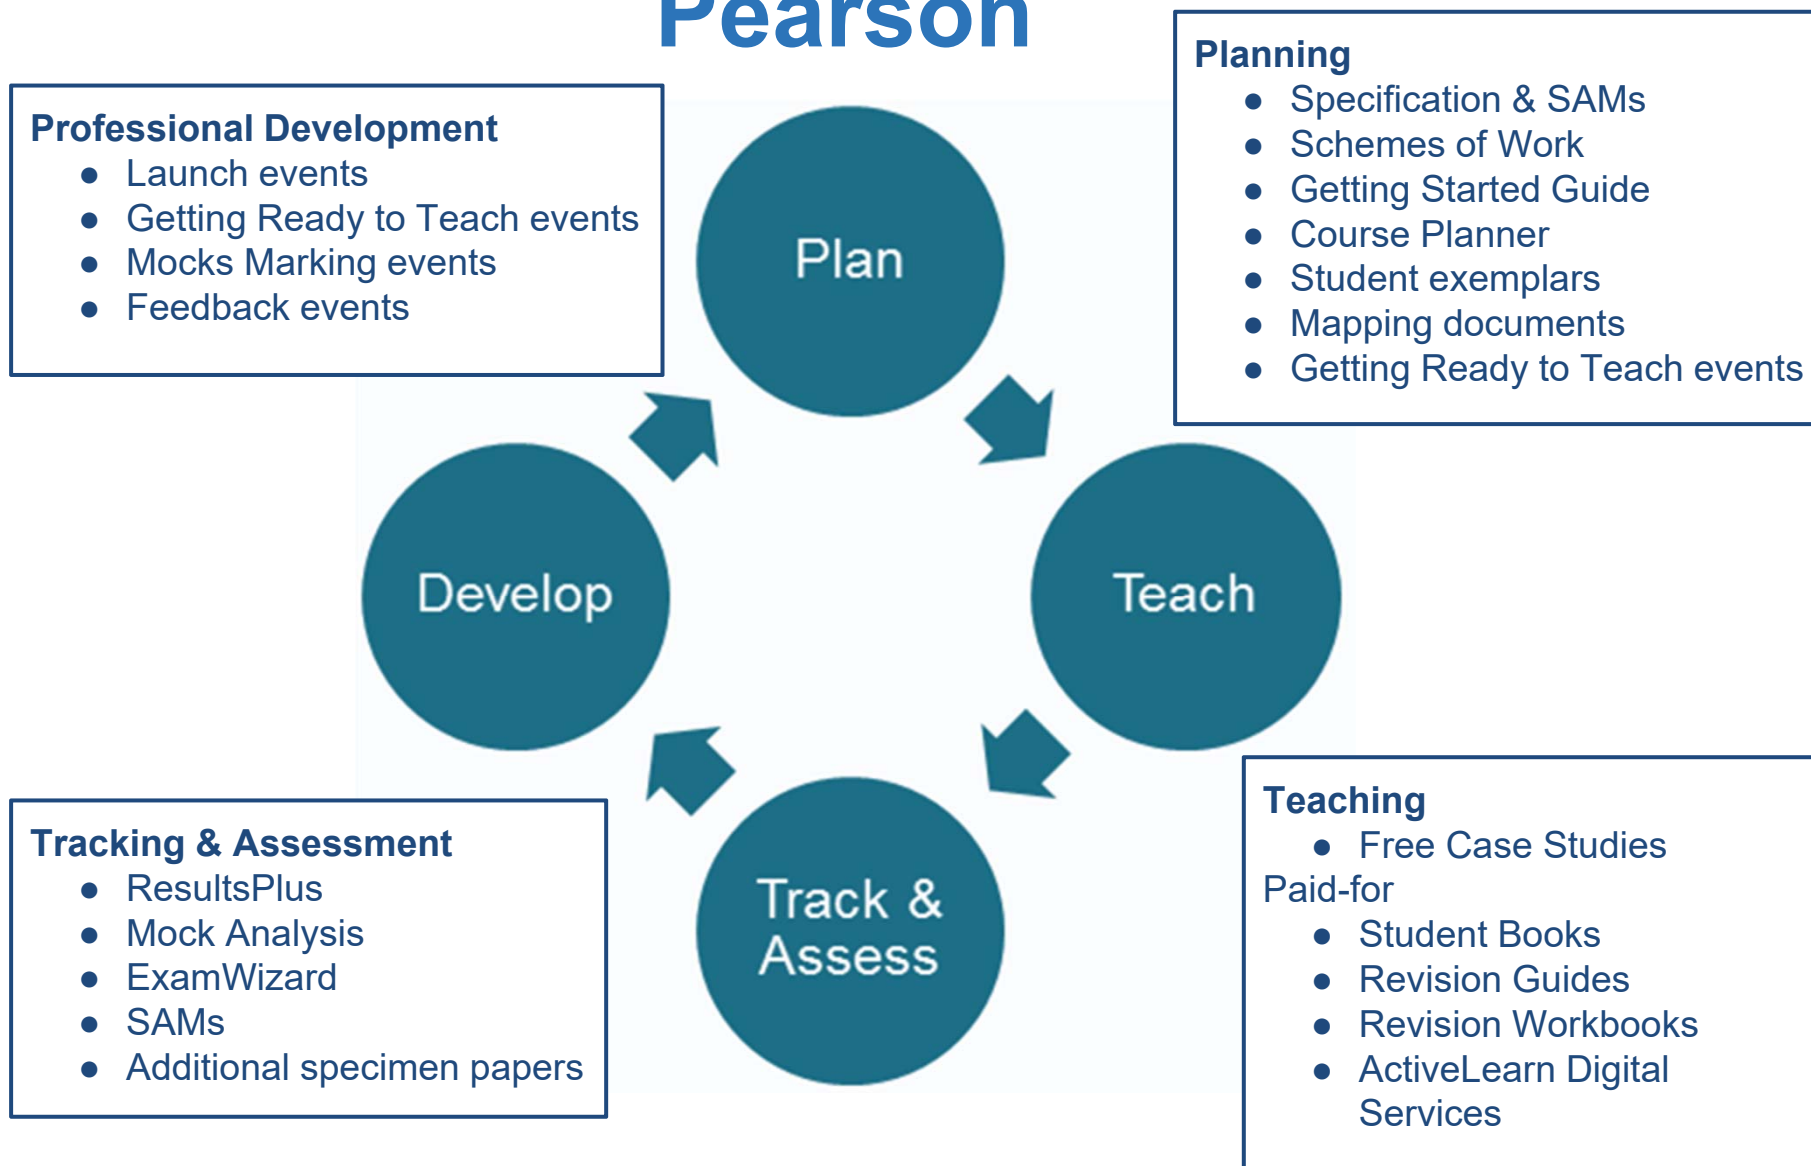 Pearson
Professional Development
● Launch events
● Getting Ready to Teach events
● Mocks Marking events
● Feedback events
Planning
● Specification & SAMs
● Schemes of Work
● Getting Started Guide
● Course Planner
● Student exemplars
● Mapping documents
● Getting Ready to Teach events
Plan
Develop
Teach
Track &
Assess
Tracking & Assessment
● ResultsPlus
● Mock Analysis
● ExamWizard
● SAMs
● Additional specimen papers
Teaching
● Free Case Studies
Paid-for
● Student Books
● Revision Guides
● Revision Workbooks
● ActiveLearn Digital
Services